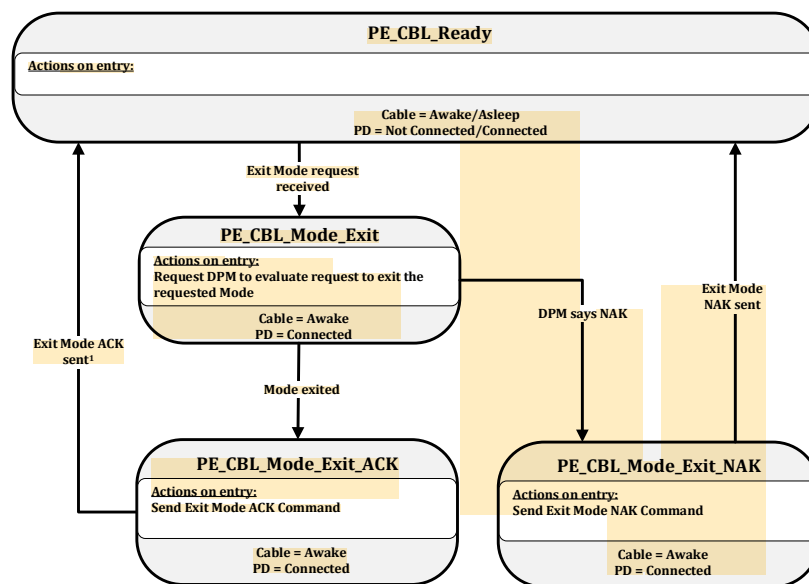 PE_CBL_Ready
Actions on entry:
Cable = Awake/Asleep
PD = Not Connected/Connected
Exit Mode request
received
PE_CBL_Mode_Exit
Actions on entry:
Request DPM to evaluate request to exit the
requested Mode
Cable = Awake
PD = Connected
Exit Mode
NAK sent
DPM says NAK
Exit Mode ACK
sent¹
Mode exited
PE_CBL_Mode_Exit_ACK
Actions on entry:
Send Exit Mode ACK Command
Cable = Awake
PD = Connected
PE_CBL_Mode_Exit_NAK
Actions on entry:
Send Exit Mode NAK Command
Cable = Awake
PD = Connected